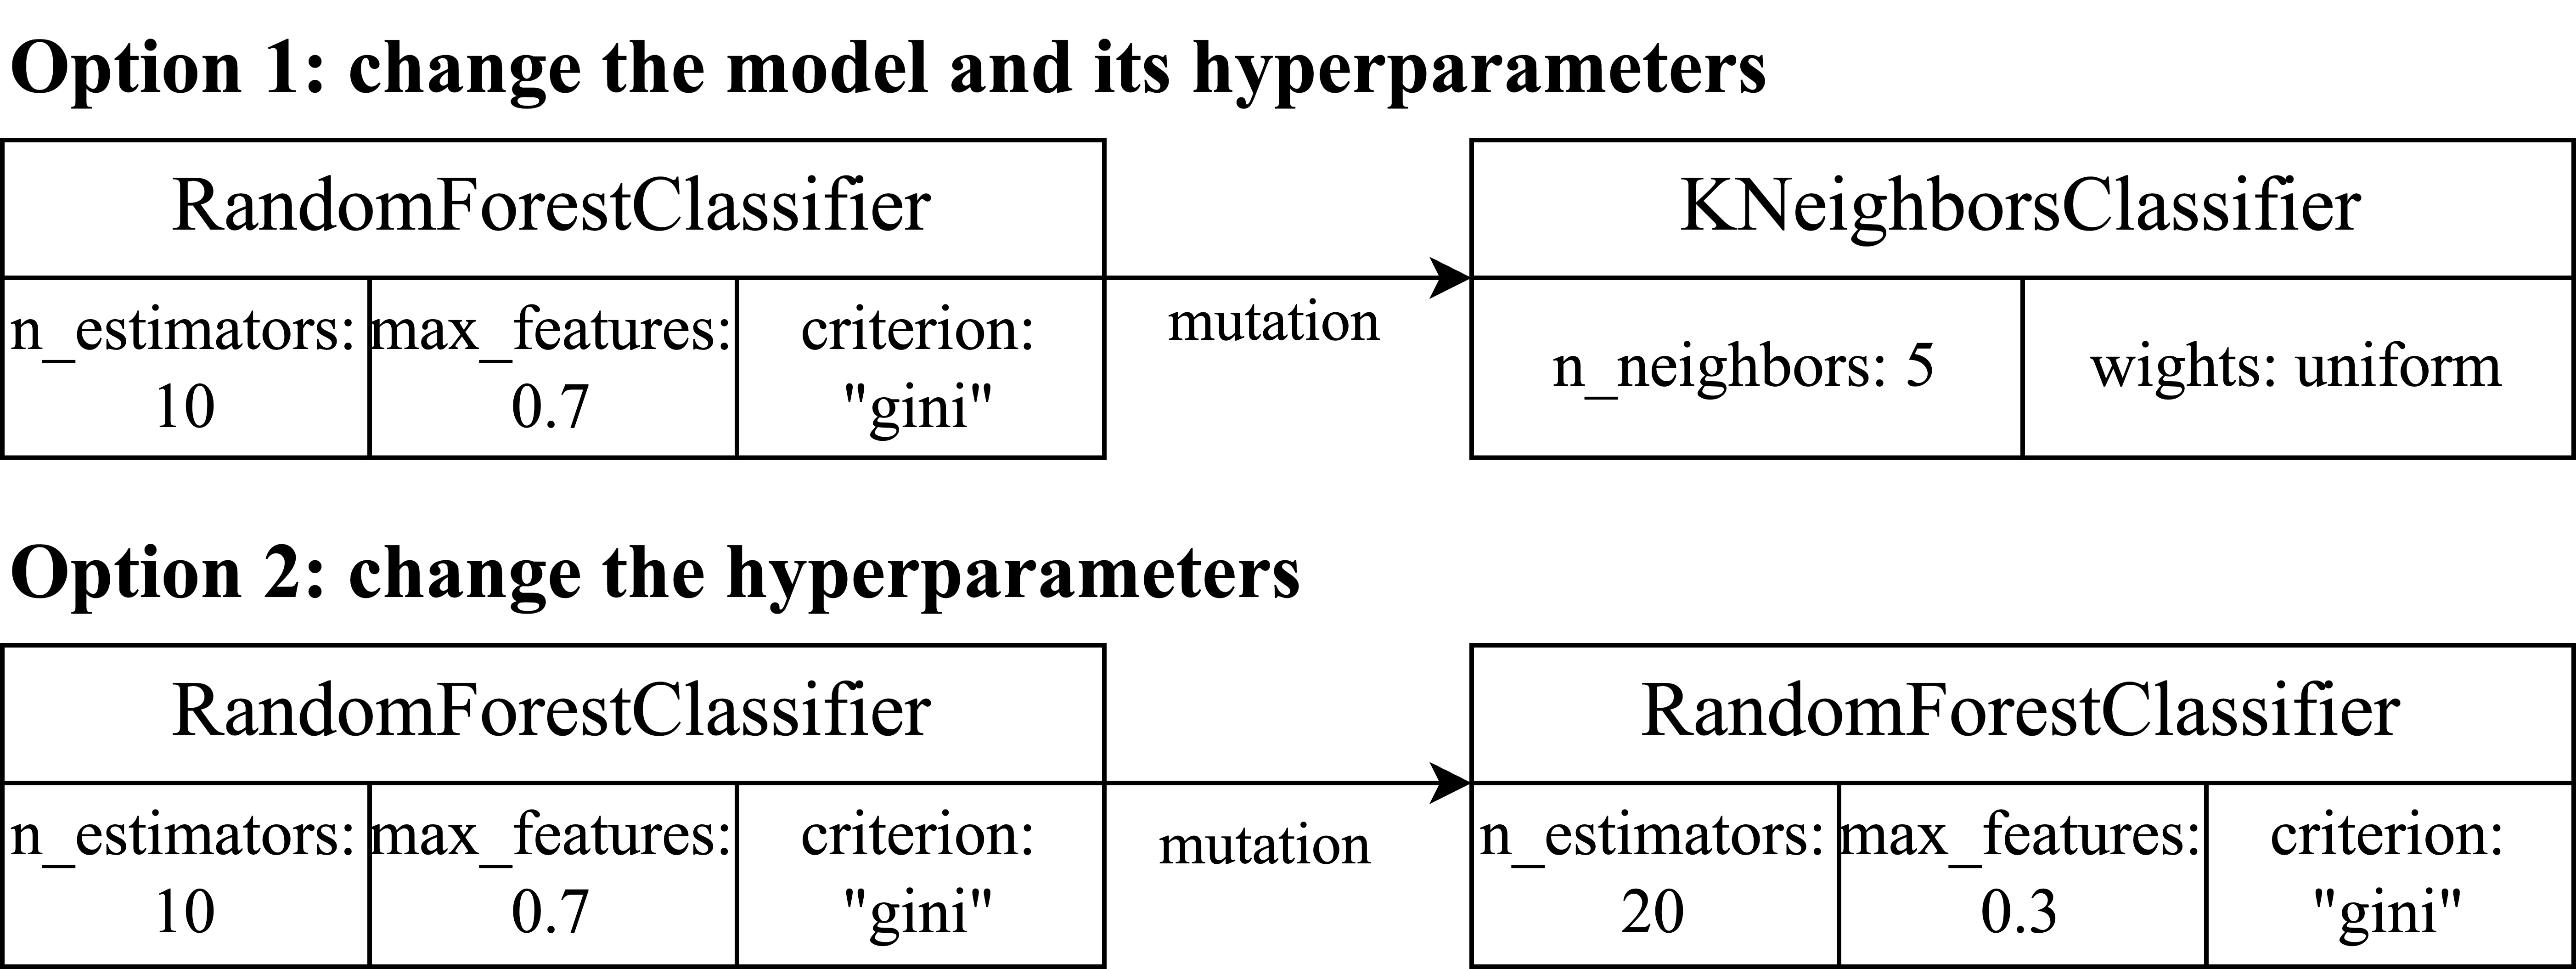 Option 1: change the model and its hyperparameters
RandomForestClassifier
n_estimators:
10
max_features:
0.7
criterion:
"gini"
mutation
KNeighborsClassifier
n_neighbors: 5
wights: uniform
Option 2: change the hyperparameters
RandomForestClassifier
n_estimators:
10
max_features:
0.7
criterion:
"gini"
mutation
RandomForestClassifier
n_estimators:
20
max_features:
0.3
criterion:
"gini"